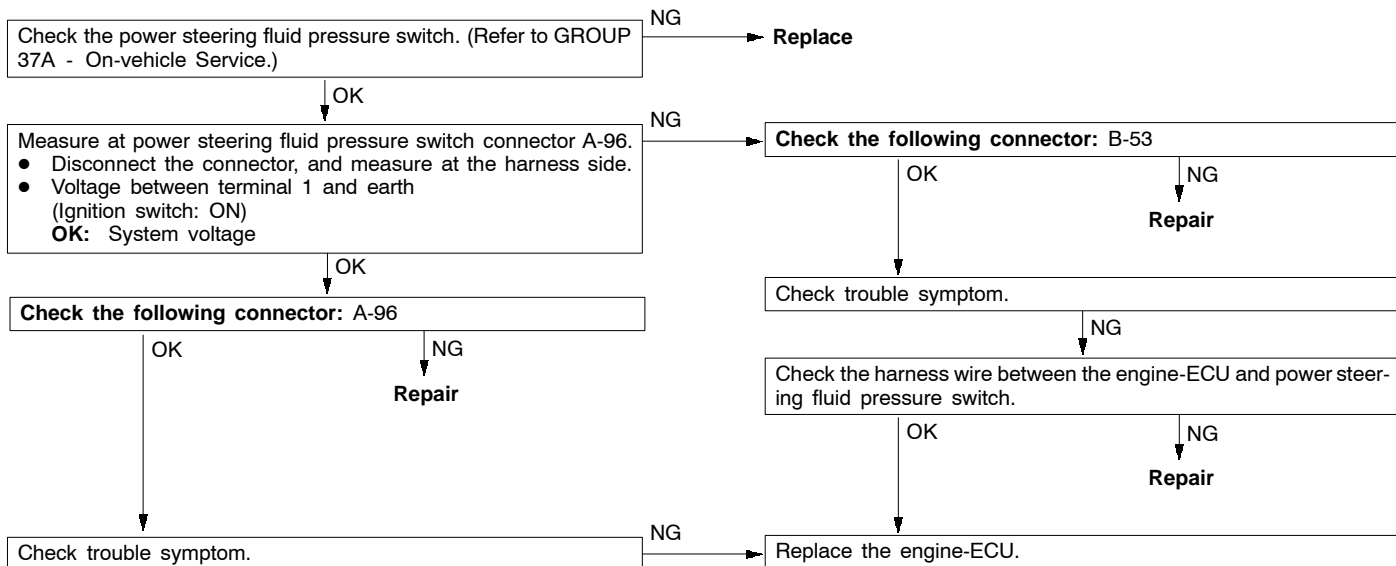 Check the power steering fluid pressure switch. (Refer to GROUP
37A - On-vehicle Service.)
NG
Replace
OK
Measure at power steering fluid pressure switch connector A-96.
● Disconnect the connector, and measure at the harness side.
● Voltage between terminal 1 and earth
(Ignition switch: ON)
OK: System voltage
NG
Check the following connector: B-53
OK
NG
Repair
OK
Check the following connector: A-96
OK
NG
Repair
Check trouble symptom.
NG
Check the harness wire between the engine-ECU and power steer-
ing fluid pressure switch.
OK
NG
Repair
Check trouble symptom.
NG
Replace the engine-ECU.